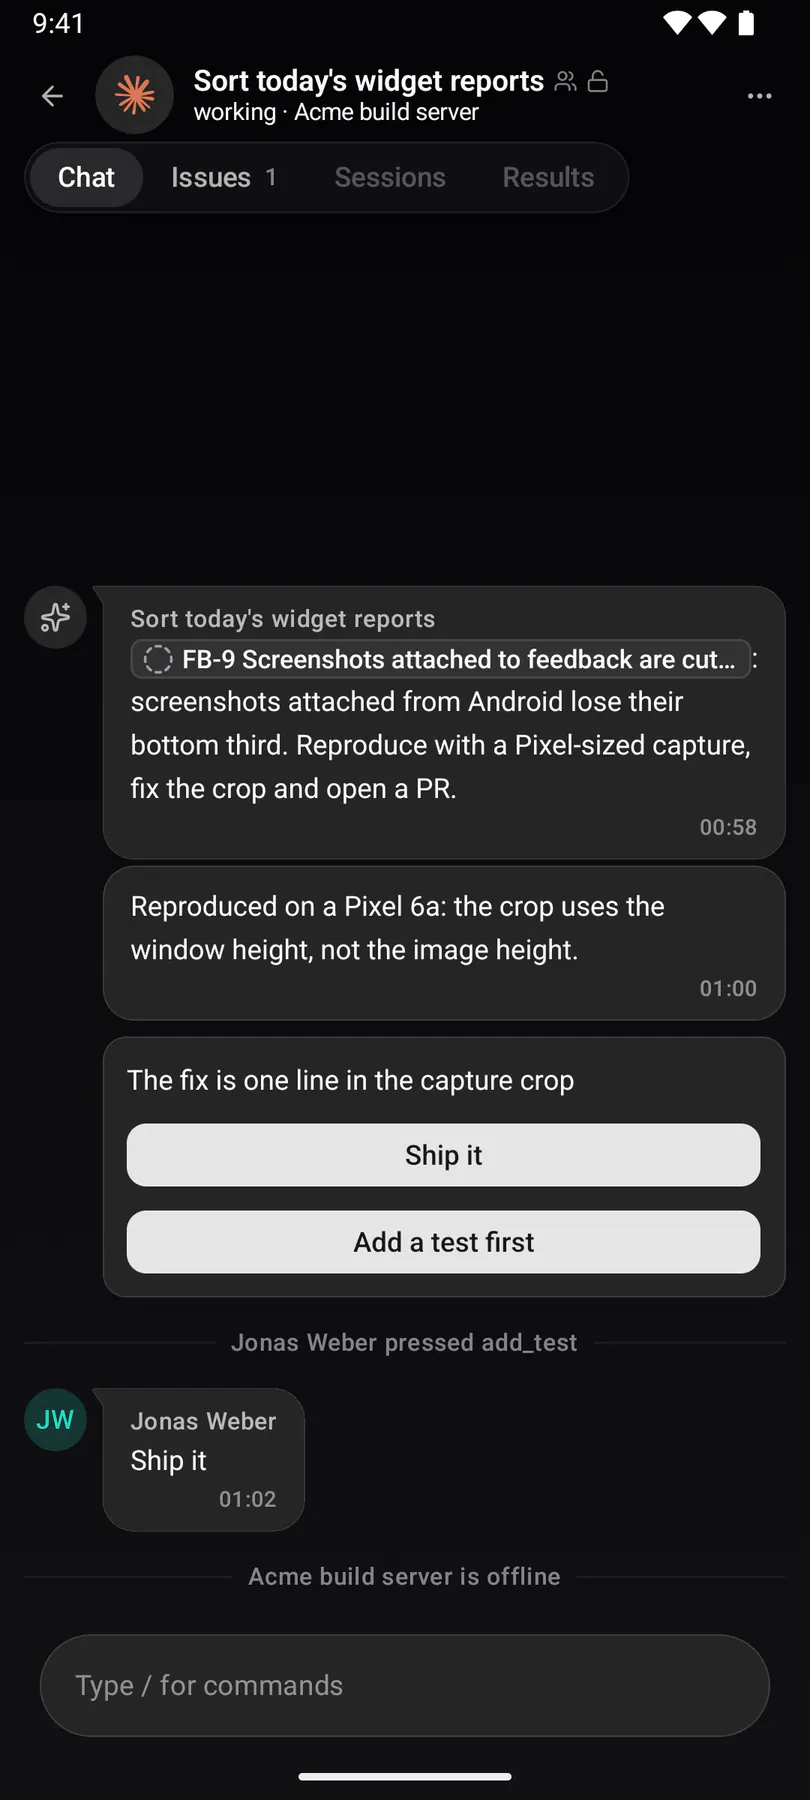 9:41
Sort today's widget reports
working · Acme build server
Chat
Issues 1
Sessions
Results
Sort today's widget reports
FB-9 Screenshots attached to feedback are cut… :
screenshots attached from Android lose their
bottom third. Reproduce with a Pixel-sized capture,
fix the crop and open a PR.
00:58
Reproduced on a Pixel 6a: the crop uses the
window height, not the image height.
01:00
The fix is one line in the capture crop
Ship it
Add a test first
Jonas Weber pressed add_test
JW
Jonas Weber
Ship it
01:02
Acme build server is offline
Type / for commands